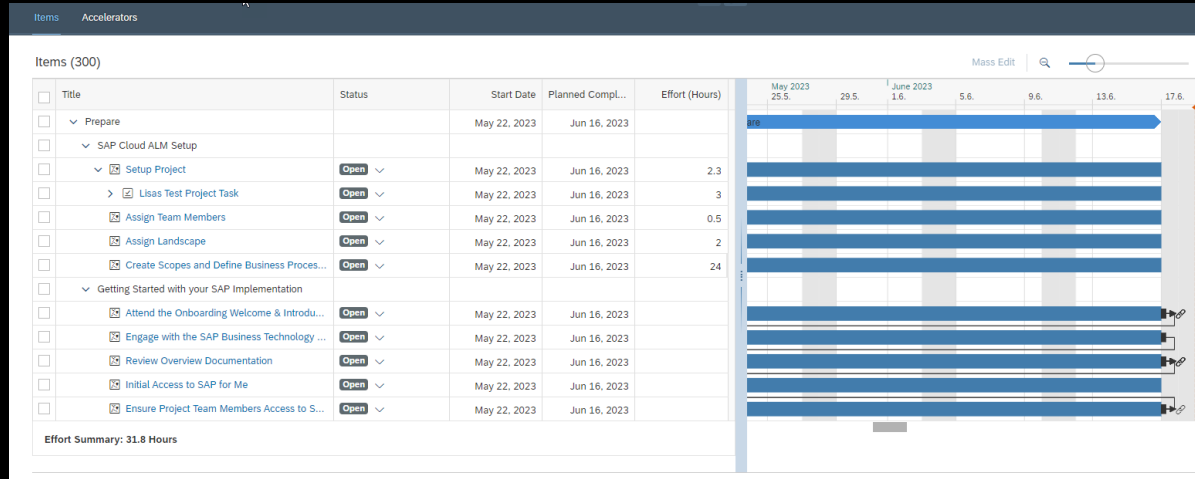 Items Accelerators
Items (300)
Mass Edit
Title Status Start Date Planned Compl... Effort (Hours)
May 2023 June 2023
25.5. 29.5. 1.6. 5.6. 9.6. 13.6. 17.6.
Prepare May 22, 2023 Jun 16, 2023 are
SAP Cloud ALM Setup
Setup Project Open May 22, 2023 Jun 16, 2023 2.3
Lisas Test Project Task Open May 22, 2023 Jun 16, 2023 3
Assign Team Members Open May 22, 2023 Jun 16, 2023 0.5
Assign Landscape Open May 22, 2023 Jun 16, 2023 2
Create Scopes and Define Business Proces... Open May 22, 2023 Jun 16, 2023 24
Getting Started with your SAP Implementation
Attend the Onboarding Welcome & Introdu... Open May 22, 2023 Jun 16, 2023
Engage with the SAP Business Technology ... Open May 22, 2023 Jun 16, 2023
Review Overview Documentation Open May 22, 2023 Jun 16, 2023
Initial Access to SAP for Me Open May 22, 2023 Jun 16, 2023
Ensure Project Team Members Access to S... Open May 22, 2023 Jun 16, 2023
Effort Summary: 31.8 Hours